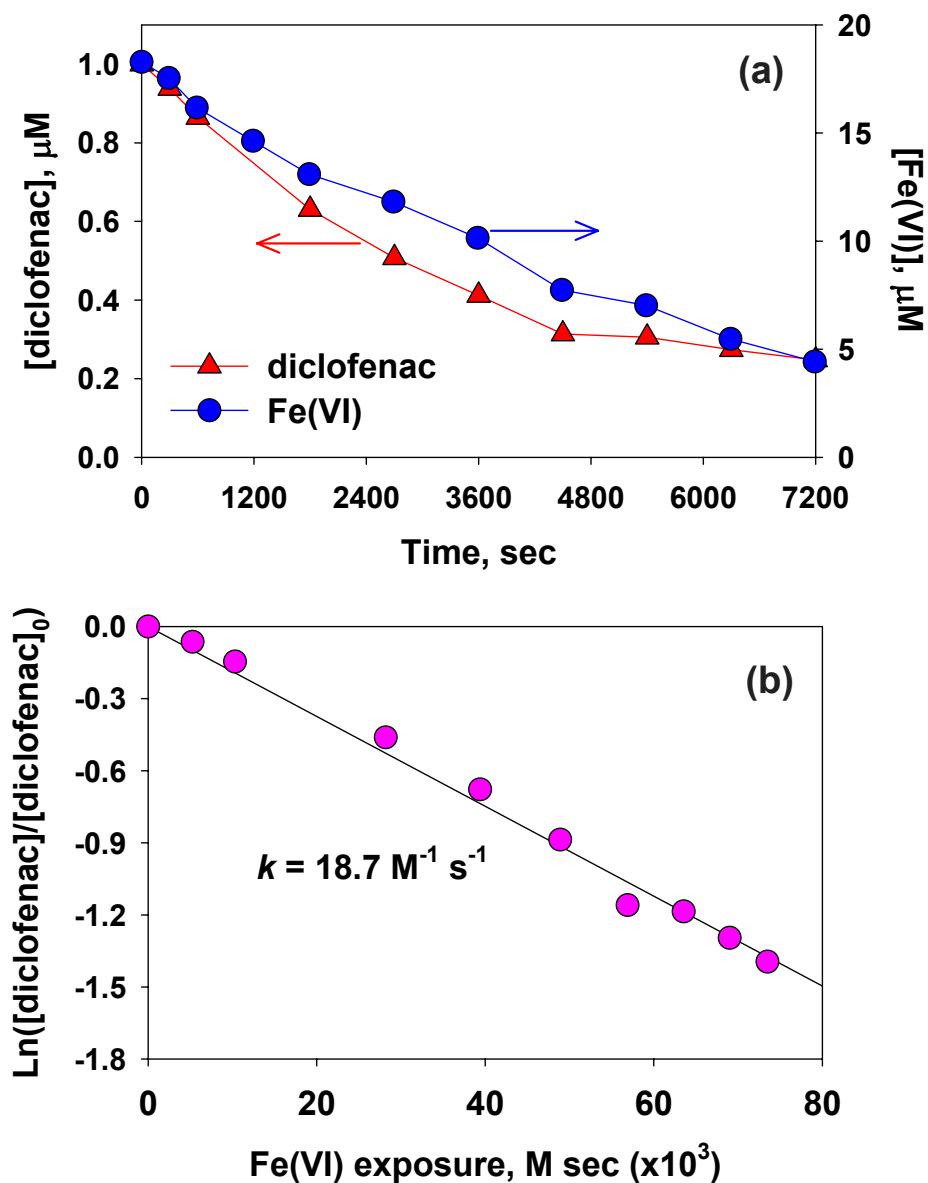 [diclofenac], μM
1.0
0.8
0.6
0.4
0.2
0.0
(a)
diclofenac
Fe(VI)
20
15
10
5
0
[Fe(VI)], μM
0 1200 2400 3600 4800 6000 7200
Time, sec
Ln([diclofenac]/[diclofenac]₀)
0.0
-0.3
-0.6
-0.9
-1.2
-1.5
-1.8
(b)
k = 18.7 M⁻¹ s⁻¹
0 20 40 60 80
Fe(VI) exposure, M sec (x10³)